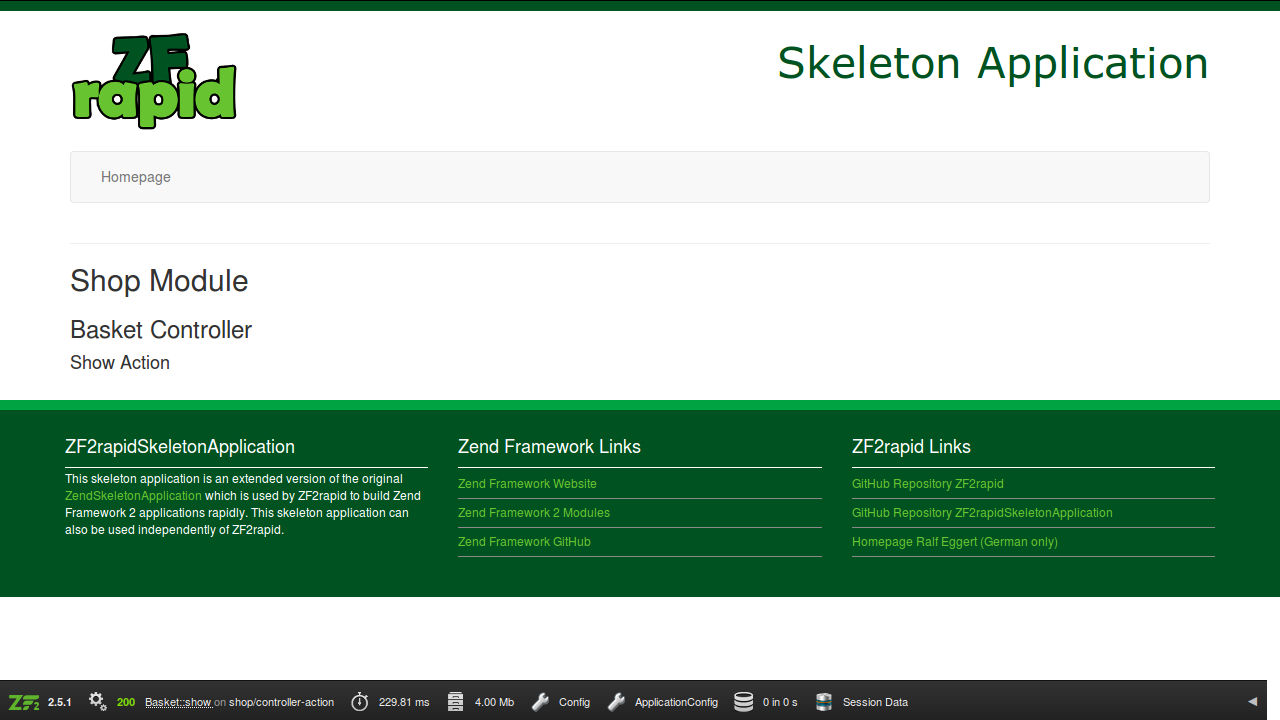 ZF
rapid
Skeleton Application
Homepage
Shop Module
Basket Controller
Show Action
ZF2rapidSkeletonApplication
This skeleton application is an extended version of the original
ZendSkeletonApplication which is used by ZF2rapid to build Zend
Framework 2 applications rapidly. This skeleton application can
also be used independently of ZF2rapid.
Zend Framework Links
Zend Framework Website
Zend Framework 2 Modules
Zend Framework GitHub
ZF2rapid Links
GitHub Repository ZF2rapid
GitHub Repository ZF2rapidSkeletonApplication
Homepage Ralf Eggert (German only)
ZF2 2.5.1 200 Basket::show on shop/controller-action 229.81 ms 4.00 Mb Config ApplicationConfig 0 in 0 s Session Data